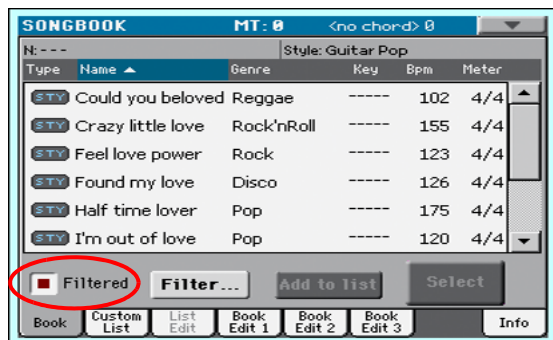 SONGBOOK MT: 0 <no chord> 0
N: --- Style: Guitar Pop
Type Name Genre Key Bpm Meter
STY Could you beloved Reggae ----- 102 4/4
STY Crazy little love Rock'nRoll ----- 155 4/4
STY Feel love power Rock ----- 123 4/4
STY Found my love Disco ----- 126 4/4
STY Half time lover Pop ----- 175 4/4
STY I'm out of love Pop ----- 120 4/4
Filtered Filter... Add to list Select
Book Custom List List Edit Book Edit 1 Book Edit 2 Book Edit 3 Info